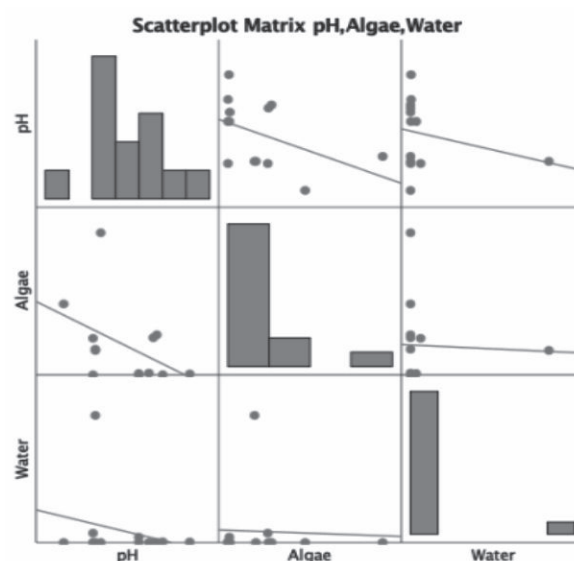 Scatterplot Matrix pH,Algae,Water
pH
Algae
Water
pH
Algae
Water